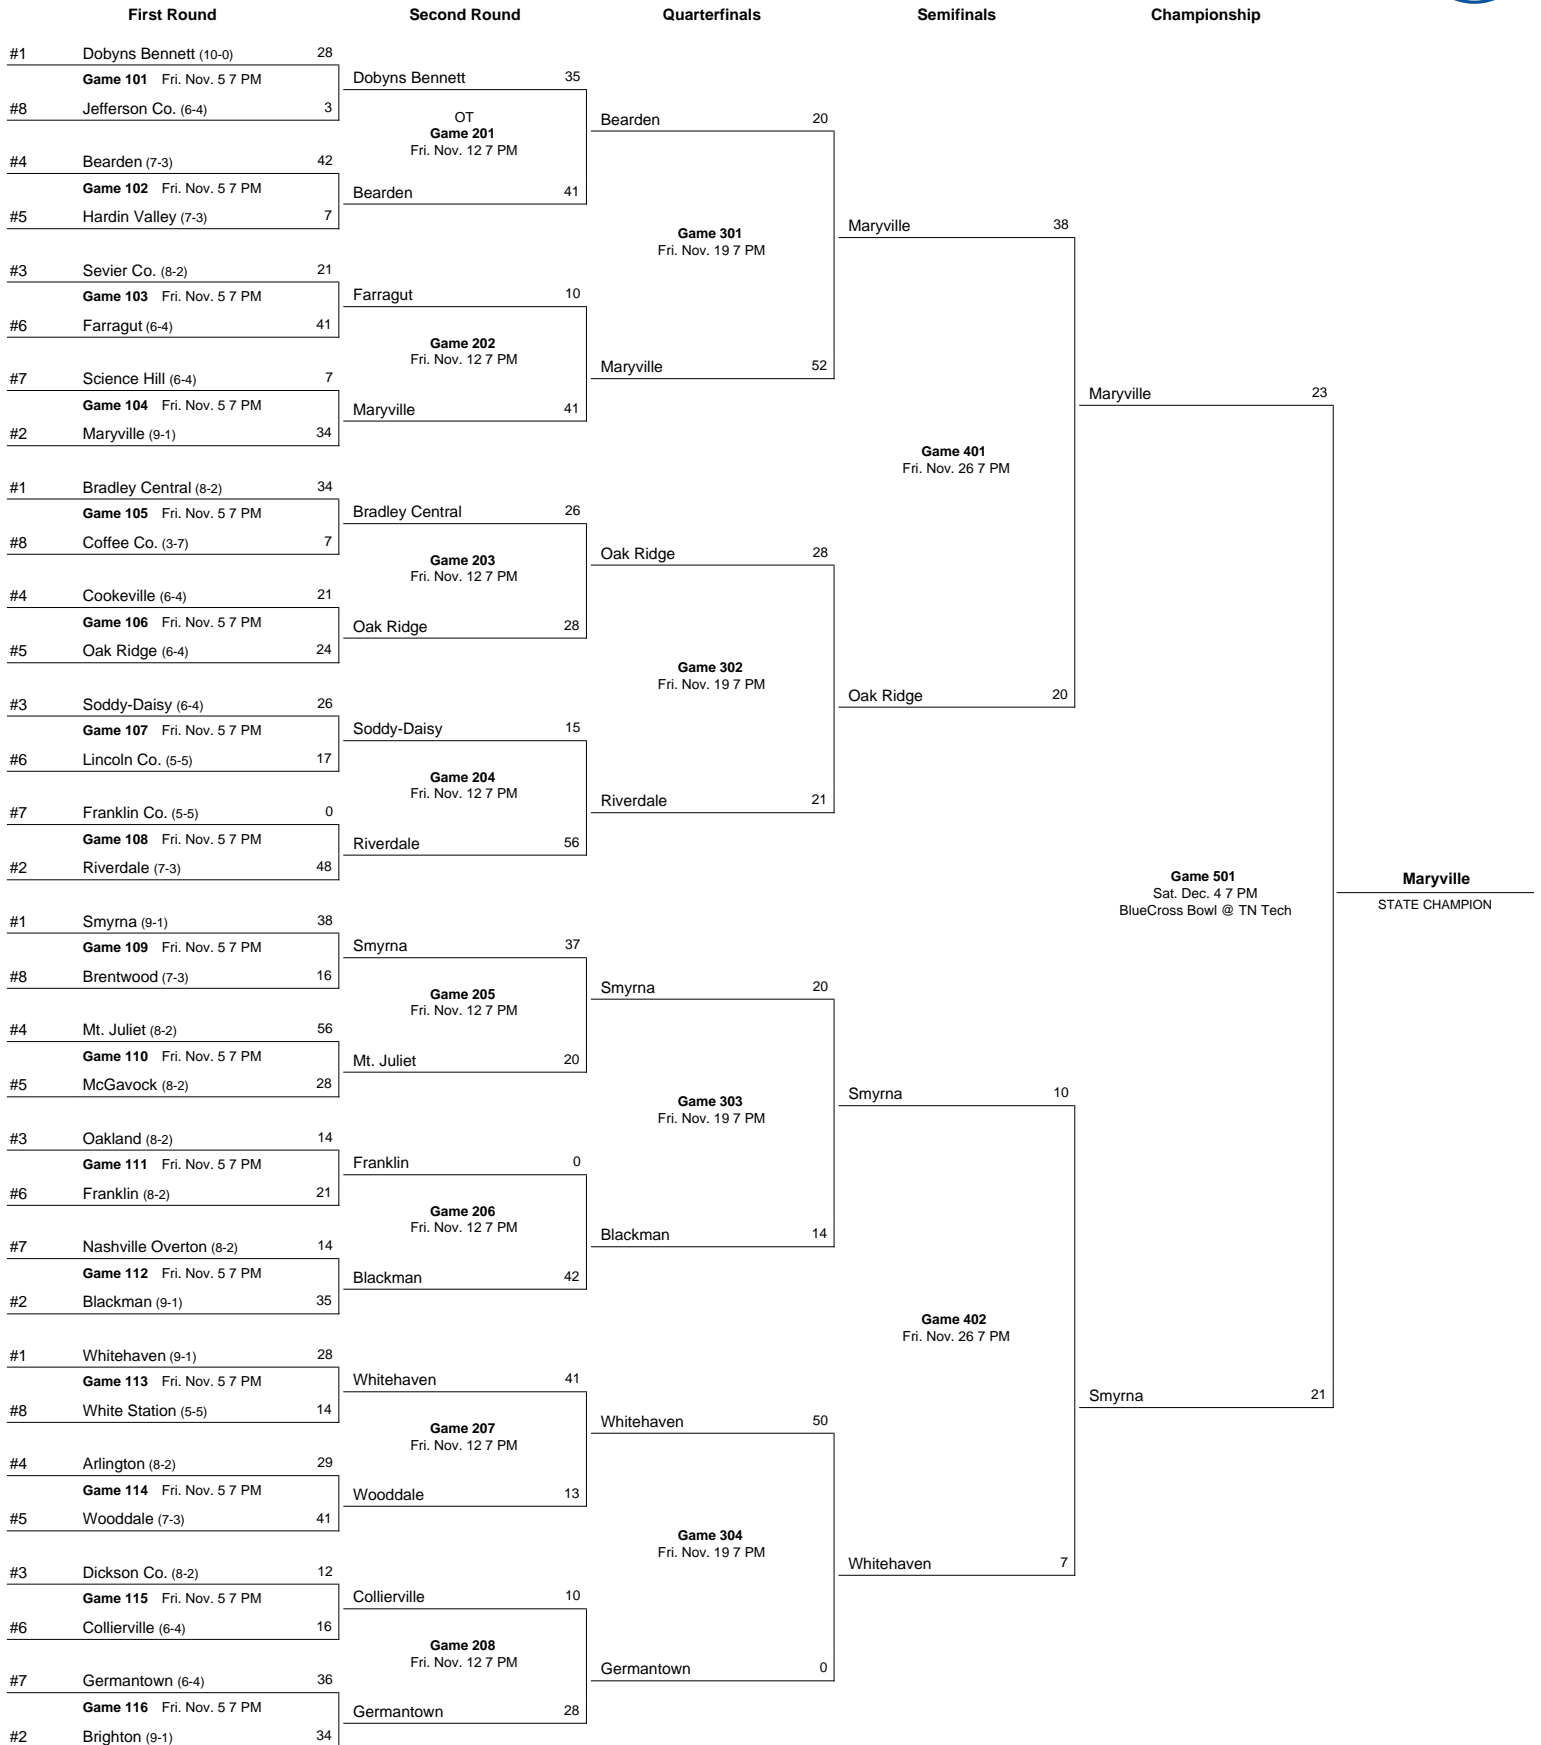 First Round Second Round Quarterfinals Semifinals Championship
#1 Dobyns Bennett (10-0) 28
Game 101 Fri. Nov. 5 7 PM
#8 Jefferson Co. (6-4) 3
#4 Bearden (7-3) 42
Game 102 Fri. Nov. 5 7 PM
#5 Hardin Valley (7-3) 7
#3 Sevier Co. (8-2) 21
Game 103 Fri. Nov. 5 7 PM
#6 Farragut (6-4) 41
#7 Science Hill (6-4) 7
Game 104 Fri. Nov. 5 7 PM
#2 Maryville (9-1) 34
#1 Bradley Central (8-2) 34
Game 105 Fri. Nov. 5 7 PM
#8 Coffee Co. (3-7) 7
#4 Cookeville (6-4) 21
Game 106 Fri. Nov. 5 7 PM
#5 Oak Ridge (6-4) 24
#3 Soddy-Daisy (6-4) 26
Game 107 Fri. Nov. 5 7 PM
#6 Lincoln Co. (5-5) 17
#7 Franklin Co. (5-5) 0
Game 108 Fri. Nov. 5 7 PM
#2 Riverdale (7-3) 48
#1 Smyrna (9-1) 38
Game 109 Fri. Nov. 5 7 PM
#8 Brentwood (7-3) 16
#4 Mt. Juliet (8-2) 56
Game 110 Fri. Nov. 5 7 PM
#5 McGavock (8-2) 28
#3 Oakland (8-2) 14
Game 111 Fri. Nov. 5 7 PM
#6 Franklin (8-2) 21
#7 Nashville Overton (8-2) 14
Game 112 Fri. Nov. 5 7 PM
#2 Blackman (9-1) 35
#1 Whitehaven (9-1) 28
Game 113 Fri. Nov. 5 7 PM
#8 White Station (5-5) 14
#4 Arlington (8-2) 29
Game 114 Fri. Nov. 5 7 PM
#5 Wooddale (7-3) 41
#3 Dickson Co. (8-2) 12
Game 115 Fri. Nov. 5 7 PM
#6 Collierville (6-4) 16
#7 Germantown (6-4) 36
Game 116 Fri. Nov. 5 7 PM
#2 Brighton (9-1) 34
Dobyns Bennett 35
OT
Game 201
Fri. Nov. 12 7 PM
Bearden 41
Farragut 10
Game 202
Fri. Nov. 12 7 PM
Maryville 41
Bradley Central 26
Game 203
Fri. Nov. 12 7 PM
Oak Ridge 28
Soddy-Daisy 15
Game 204
Fri. Nov. 12 7 PM
Riverdale 56
Smyrna 37
Game 205
Fri. Nov. 12 7 PM
Mt. Juliet 20
Franklin 0
Game 206
Fri. Nov. 12 7 PM
Blackman 42
Whitehaven 41
Game 207
Fri. Nov. 12 7 PM
Wooddale 13
Collierville 10
Game 208
Fri. Nov. 12 7 PM
Germantown 28
Bearden 20
Game 301
Fri. Nov. 19 7 PM
Maryville 52
Oak Ridge 28
Game 302
Fri. Nov. 19 7 PM
Riverdale 21
Smyrna 20
Game 303
Fri. Nov. 19 7 PM
Blackman 14
Whitehaven 50
Game 304
Fri. Nov. 19 7 PM
Germantown 0
Maryville 38
Game 401
Fri. Nov. 26 7 PM
Oak Ridge 20
Smyrna 10
Game 402
Fri. Nov. 26 7 PM
Whitehaven 7
Maryville 23
Game 501
Sat. Dec. 4 7 PM
BlueCross Bowl @ TN Tech
Smyrna 21
Maryville
STATE CHAMPION